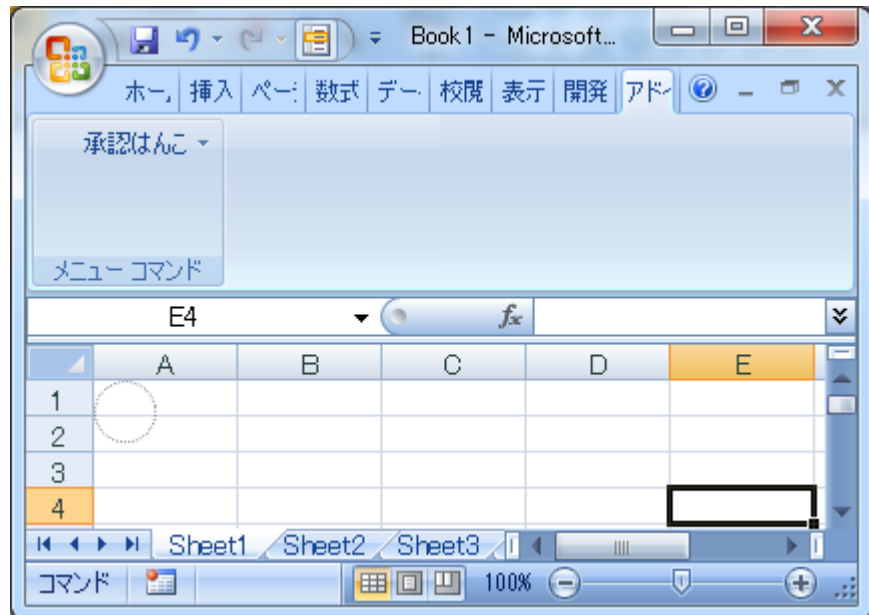 Book1 - Microsoft...
ホー 挿入 ペー 数式 デー 校閲 表示 開発 アド
承認はんこ
メニュー コマンド
E4 fx
A B C D E
1
2
3
4
Sheet1 Sheet2 Sheet3
コマンド 100%